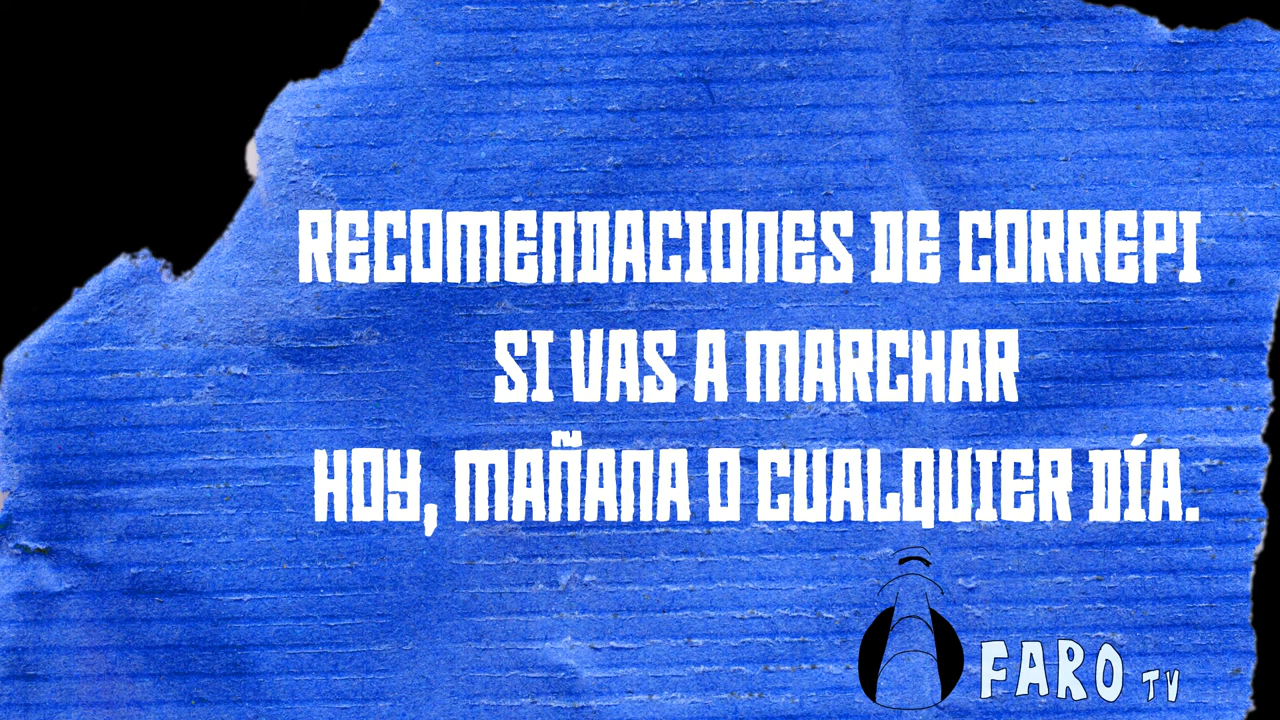 RECOMENDACIONES DE CORREPI
SI VAS A MARCHAR
HOY, MAÑANA O CUALQUIER DÍA.
FARO TV